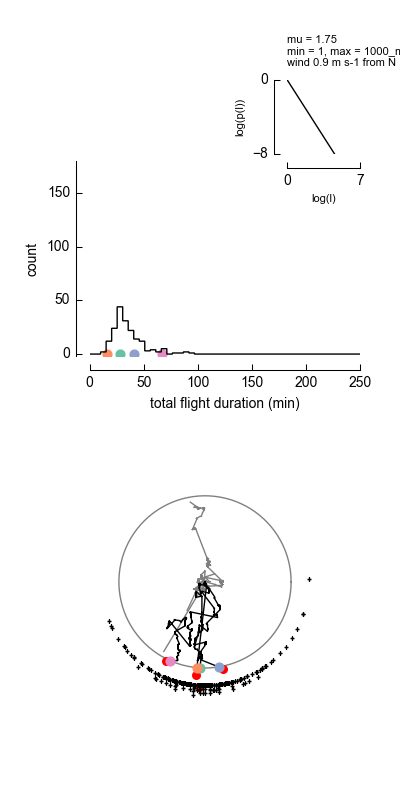 mu = 1.75
min = 1, max = 1000_m
wind 0.9 m s-1 from N
0
log(p(l))
−8
0
7
log(l)
150
100
50
0
count
0
50
100
150
200
250
total flight duration (min)